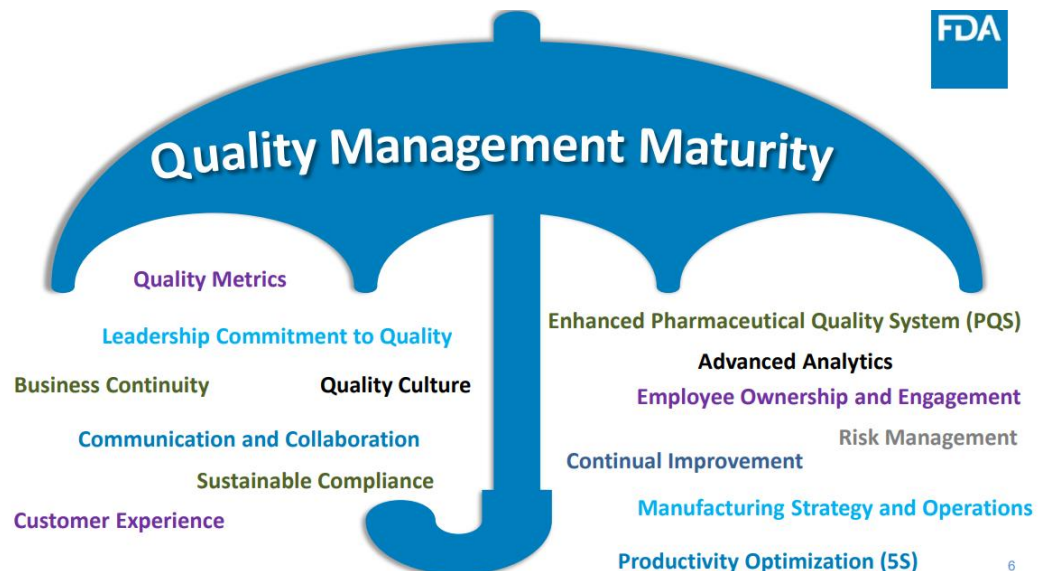 FDA
Quality Management Maturity
Quality Metrics
Leadership Commitment to Quality
Business Continuity
Quality Culture
Communication and Collaboration
Sustainable Compliance
Customer Experience
Enhanced Pharmaceutical Quality System (PQS)
Advanced Analytics
Employee Ownership and Engagement
Risk Management
Continual Improvement
Manufacturing Strategy and Operations
Productivity Optimization (5S)
6